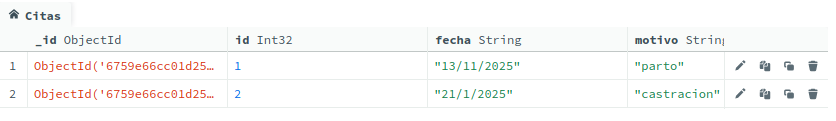 Citas
_id ObjectId id Int32 fecha String motivo String
1 ObjectId('6759e66cc01d25… 1 "13/11/2025" "parto"
2 ObjectId('6759e66cc01d25… 2 "21/1/2025" "castracion"